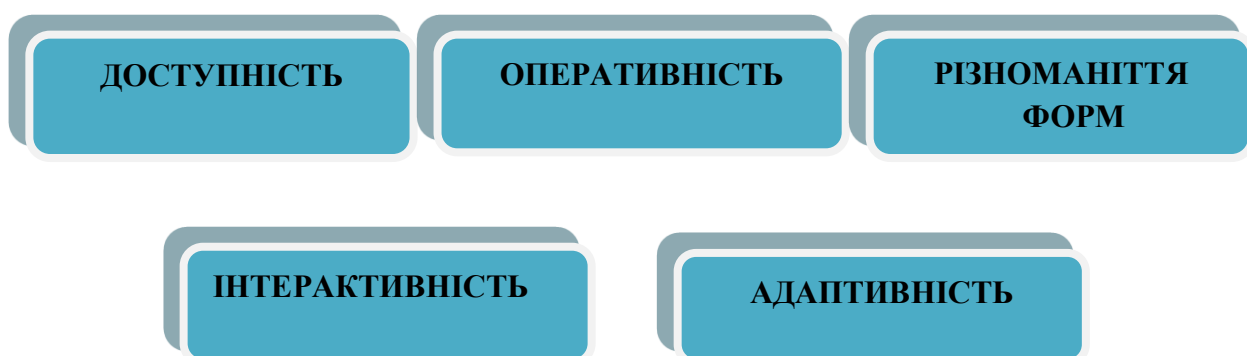 ДОСТУПНІСТЬ
ОПЕРАТИВНІСТЬ
РІЗНОМАНІТТЯ
ФОРМ
ІНТЕРАКТИВНІСТЬ
АДАПТИВНІСТЬ